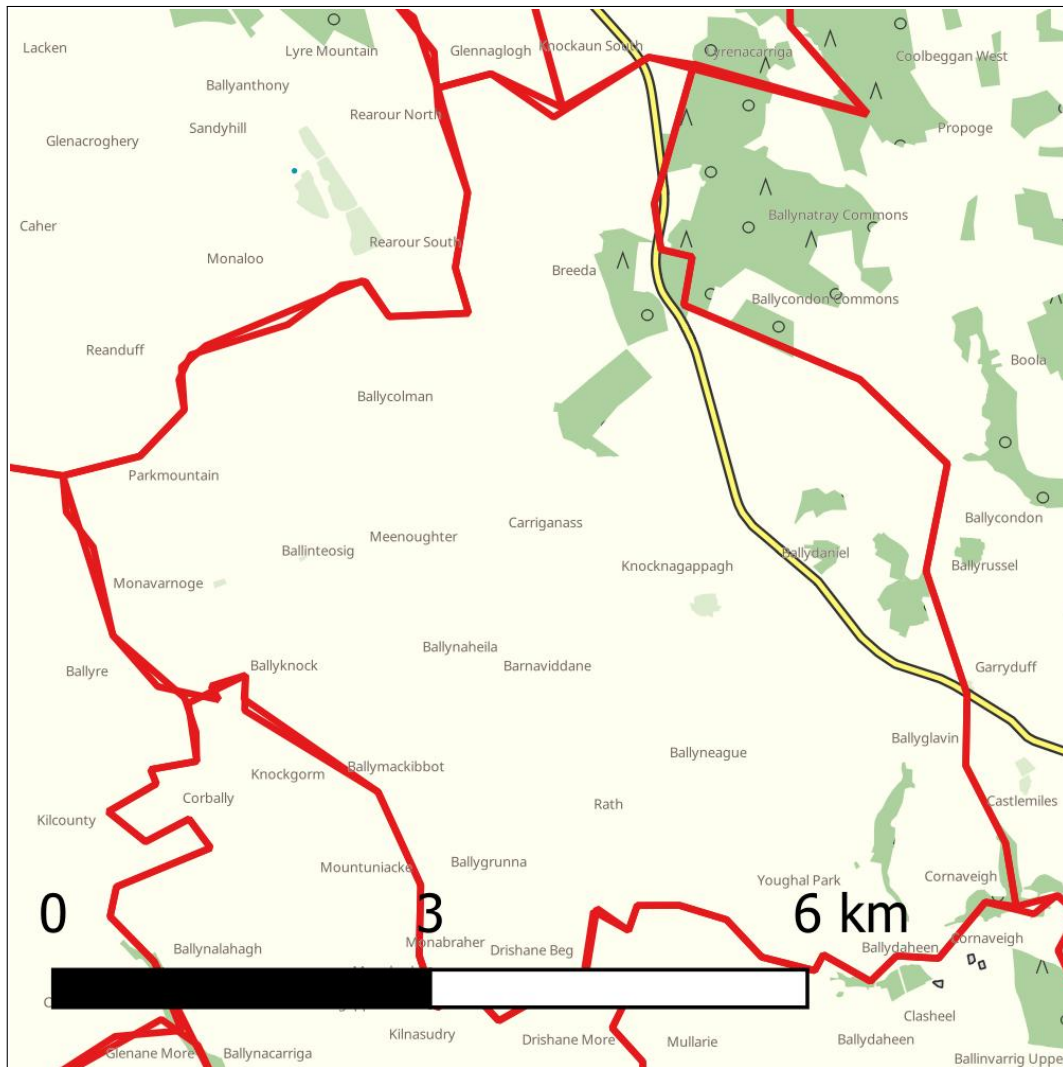 Lacken
Lyre Mountain
Glennaglogh
Knockaun South
Lyrenacarriga
Coolbeggan West
Ballyanthony
Rearour North
Sandyhill
Propoge
Glenacroghery
Caher
Ballynatray Commons
Rearour South
Monaloo
Breeda
Ballycondon Commons
Reanduff
Boola
Ballycolman
Parkmountain
Ballycondon
Carriganass
Meenoughter
Ballinteosig
Ballydaniel
Knocknagappagh
Ballyrussel
Monavarnoge
Ballynaheila
Ballyre
Ballyknock
Barnaviddane
Garryduff
Ballyglavin
Ballyneague
Knockgorm
Ballymackibbot
Corbally
Rath
Castlemiles
Kilcounty
Mountuniacke
Ballygrunna
Youghal Park
Cornaveigh
0 3 6 km
Ballynalahagh
Monabraher
Drishane Beg
Ballydaheen
Cornaveigh
Clasheel
Kilnasudry
Drishane More
Mullarie
Ballydaheen
Glenane More
Ballynacarriga
Ballinvarrig Upper